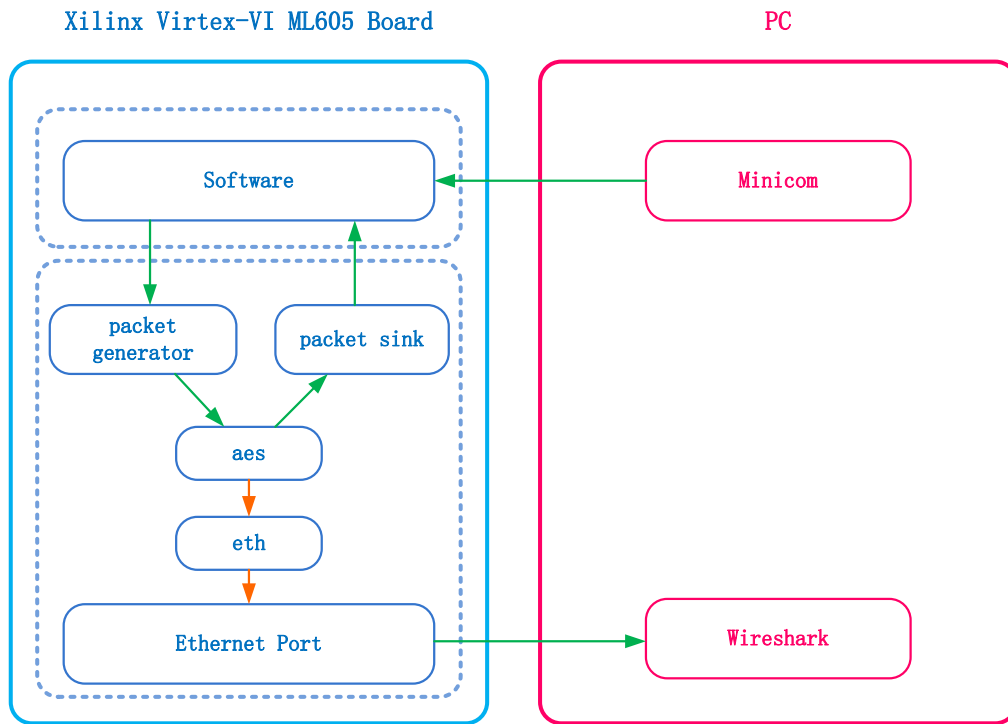 Xilinx Virtex-VI ML605 Board
PC
Software
Minicom
packet
generator
packet sink
aes
eth
Ethernet Port
Wireshark